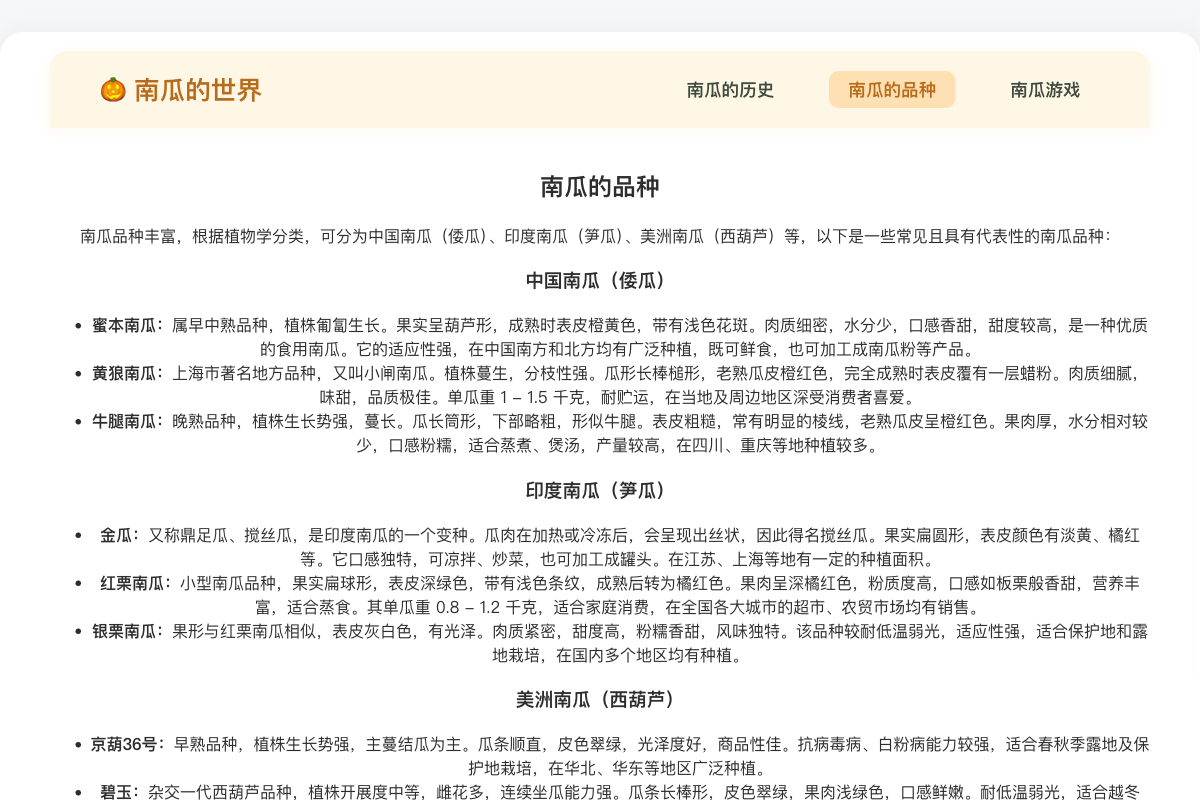 🎃 南瓜的世界
南瓜的历史
南瓜的品种
南瓜游戏
南瓜的品种
南瓜品种丰富，根据植物学分类，可分为中国南瓜（倭瓜）、印度南瓜（笋瓜）、美洲南瓜（西葫芦）等，以下是一些常见且具有代表性的南瓜品种：
中国南瓜（倭瓜）
• 蜜本南瓜：属早中熟品种，植株匍匐生长。果实呈葫芦形，成熟时表皮橙黄色，带有浅色花斑。肉质细密，水分少，口感香甜，甜度较高，是一种优质
的食用南瓜。它的适应性强，在中国南方和北方均有广泛种植，既可鲜食，也可加工成南瓜粉等产品。
• 黄狼南瓜：上海市著名地方品种，又叫小闸南瓜。植株蔓生，分枝性强。瓜形长棒槌形，老熟瓜皮橙红色，完全成熟时表皮覆有一层蜡粉。肉质细腻，
味甜，品质极佳。单瓜重 1 – 1.5 千克，耐贮运，在当地及周边地区深受消费者喜爱。
• 牛腿南瓜：晚熟品种，植株生长势强，蔓长。瓜长筒形，下部略粗，形似牛腿。表皮粗糙，常有明显的棱线，老熟瓜皮呈橙红色。果肉厚，水分相对较
少，口感粉糯，适合蒸煮、煲汤，产量较高，在四川、重庆等地种植较多。
印度南瓜（笋瓜）
• 金瓜：又称鼎足瓜、搅丝瓜，是印度南瓜的一个变种。瓜肉在加热或冷冻后，会呈现出丝状，因此得名搅丝瓜。果实扁圆形，表皮颜色有淡黄、橘红
等。它口感独特，可凉拌、炒菜，也可加工成罐头。在江苏、上海等地有一定的种植面积。
• 红栗南瓜：小型南瓜品种，果实扁球形，表皮深绿色，带有浅色条纹，成熟后转为橘红色。果肉呈深橘红色，粉质度高，口感如板栗般香甜，营养丰
富，适合蒸食。其单瓜重 0.8 – 1.2 千克，适合家庭消费，在全国各大城市的超市、农贸市场均有销售。
• 银栗南瓜：果形与红栗南瓜相似，表皮灰白色，有光泽。肉质紧密，甜度高，粉糯香甜，风味独特。该品种较耐低温弱光，适应性强，适合保护地和露
地栽培，在国内多个地区均有种植。
美洲南瓜（西葫芦）
• 京葫36号：早熟品种，植株生长势强，主蔓结瓜为主。瓜条顺直，皮色翠绿，光泽度好，商品性佳。抗病毒病、白粉病能力较强，适合春秋季露地及保
护地栽培，在华北、华东等地区广泛种植。
• 碧玉：杂交一代西葫芦品种，植株开展度中等，雌花多，连续坐瓜能力强。瓜条长棒形，皮色翠绿，果肉浅绿色，口感鲜嫩。耐低温弱光，适合越冬